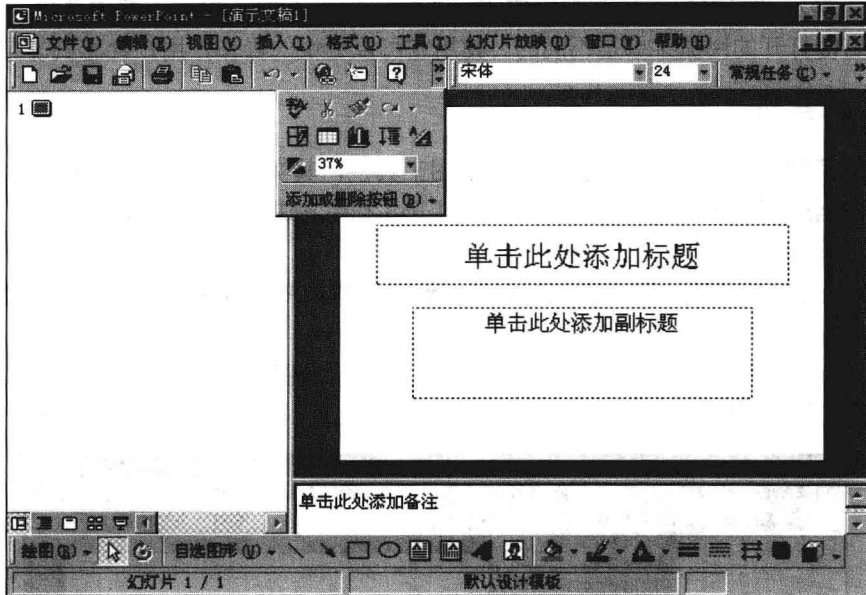 Microsoft PowerPoint - [演示文稿1]
文件(F) 编辑(E) 视图(V) 插入(I) 格式(O) 工具(T) 幻灯片放映(D) 窗口(W) 帮助(H)
宋体 24 常规任务(C)
1
37%
添加或删除按钮(B)
单击此处添加标题
单击此处添加副标题
单击此处添加备注
绘图(R) 自选图形(U)
幻灯片 1 / 1 默认设计模板